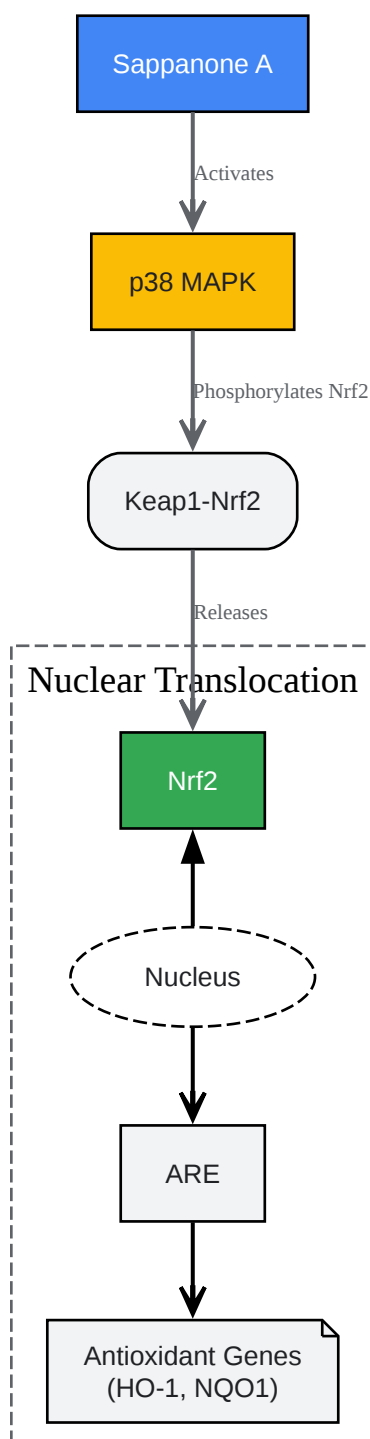 Sappanone A
Activates
p38 MAPK
Phosphorylates Nrf2
Keap1-Nrf2
Releases
Nuclear Translocation
Nrf2
Nucleus
ARE
Antioxidant Genes
(HO-1, NQO1)